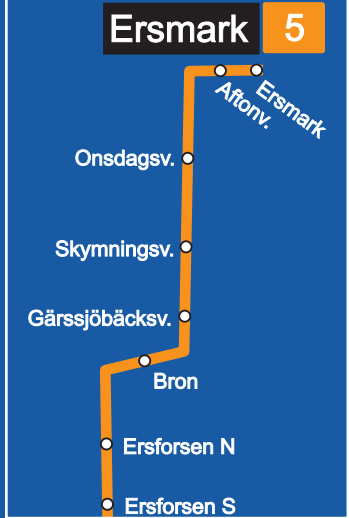 Ersmark 5
Ersmark
Aftonv.
Onsdagsv.
Skymningsv.
Gärssjöbäcksv.
Bron
Ersforsen N
Ersforsen S